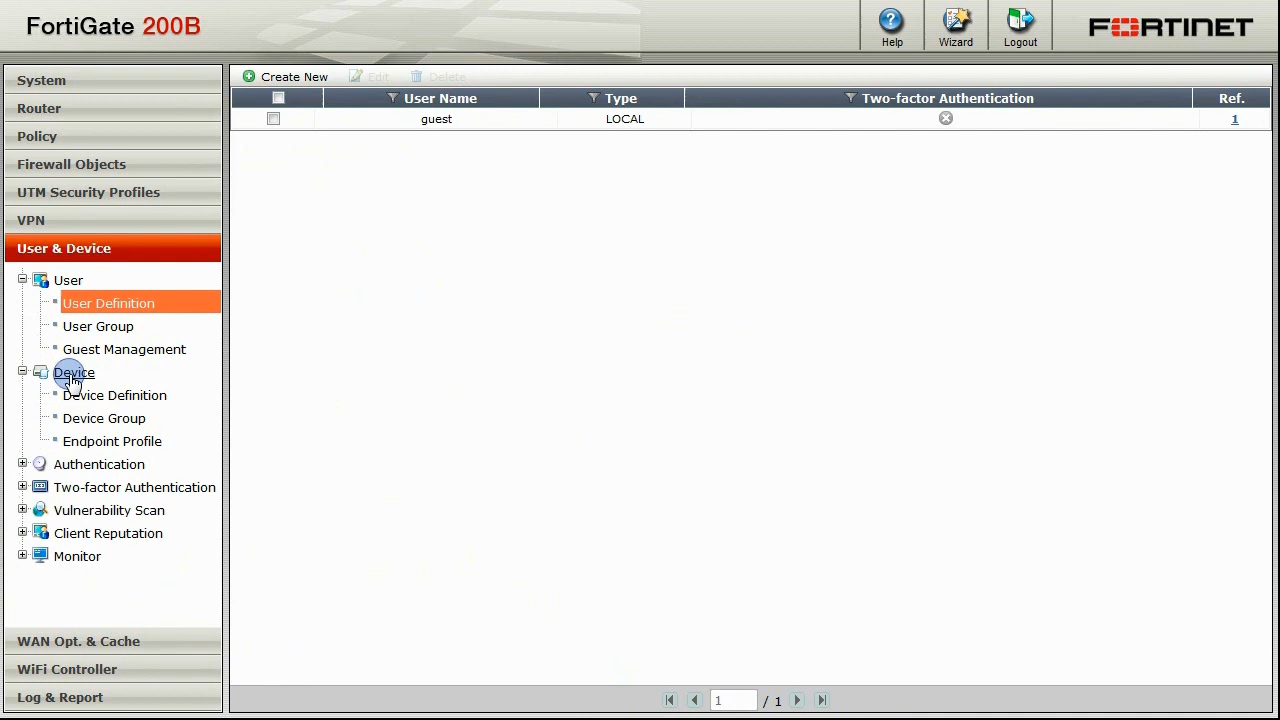 FortiGate 200B
Help
Wizard
Logout
FORTINET
System
Router
Policy
Firewall Objects
UTM Security Profiles
VPN
User & Device
User
User Definition
User Group
Guest Management
Device
Device Definition
Device Group
Endpoint Profile
Authentication
Two-factor Authentication
Vulnerability Scan
Client Reputation
Monitor
WAN Opt. & Cache
WiFi Controller
Log & Report
Create New Edit Delete
User Name Type Two-factor Authentication Ref.
guest LOCAL 1
1 / 1